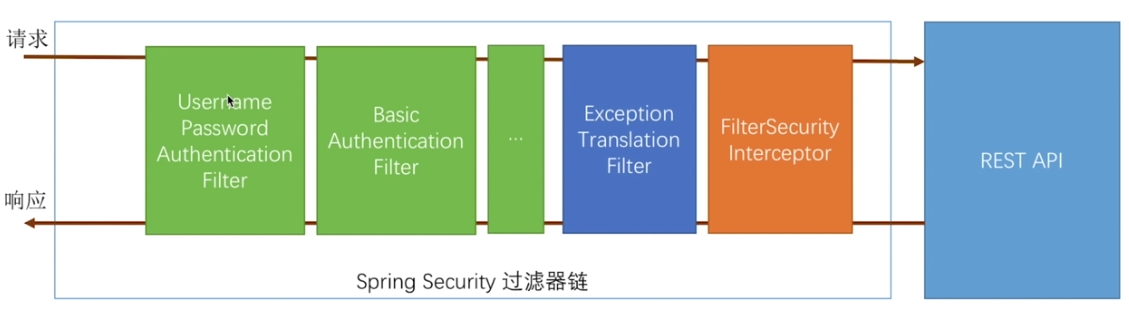 请求
Username
Password
Authentication
Filter
Basic
Authentication
Filter
...
Exception
Translation
Filter
FilterSecurity
Interceptor
REST API
响应
Spring Security 过滤器链